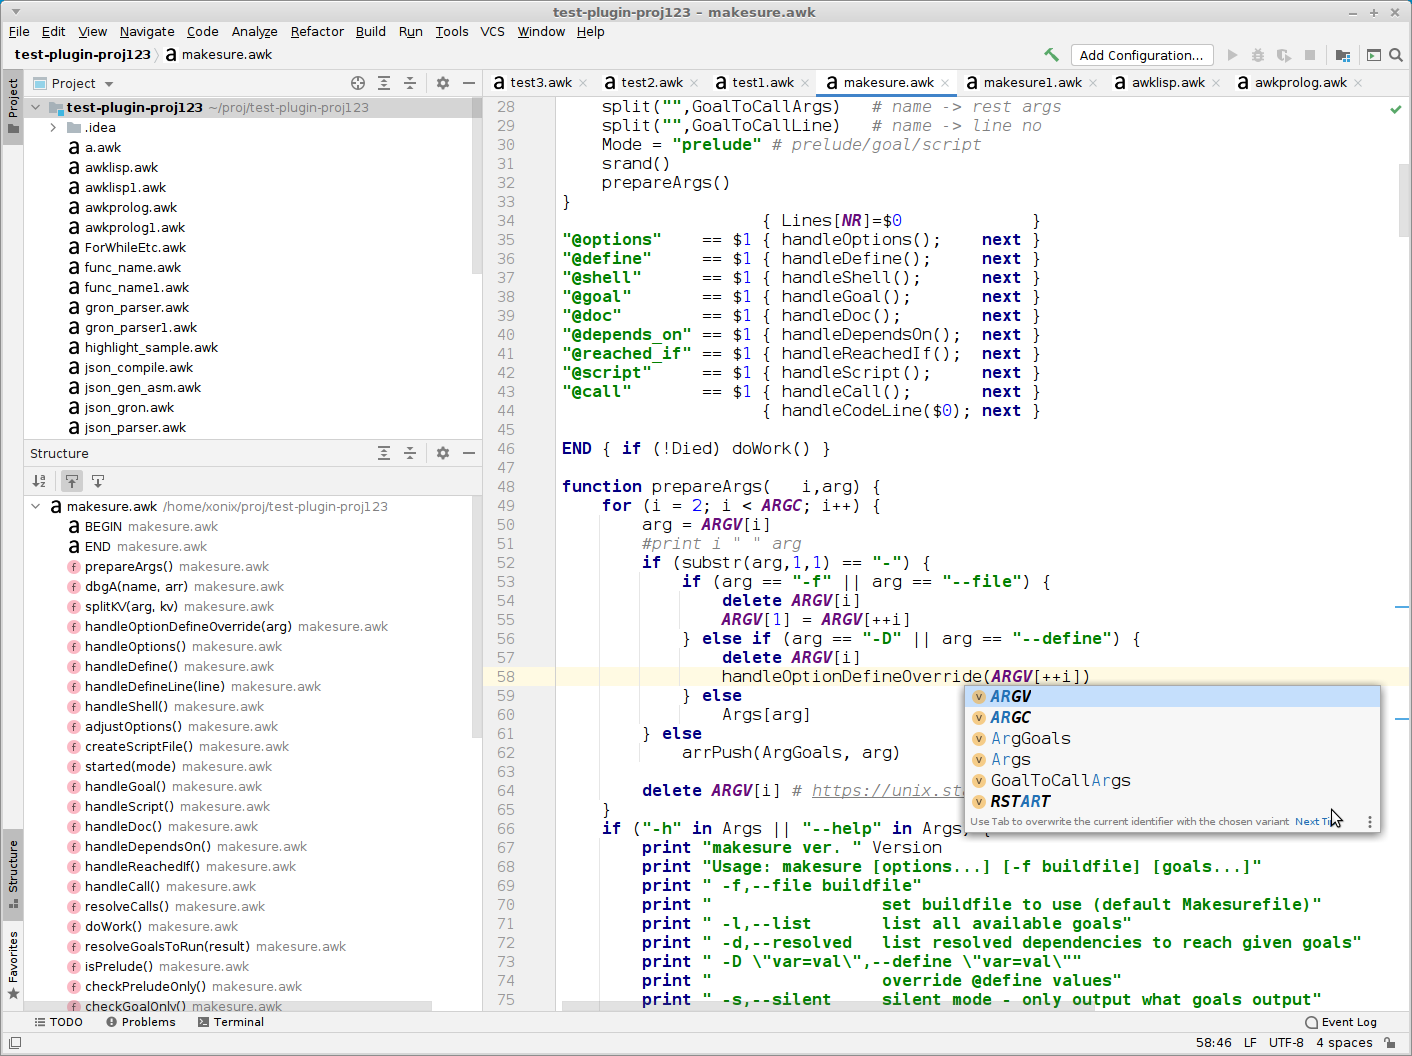 test-plugin-proj123 – makesure.awk
File Edit View Navigate Code Analyze Refactor Build Run Tools VCS Window Help
test-plugin-proj123 makesure.awk
Add Configuration...
Project
test3.awk test2.awk test1.awk makesure.awk makesure1.awk awklisp.awk awkprolog.awk
Project
test-plugin-proj123 ~/proj/test-plugin-proj123
.idea
a.awk
awklisp.awk
awklisp1.awk
awkprolog.awk
awkprolog1.awk
ForWhileEtc.awk
func_name.awk
func_name1.awk
gron_parser.awk
gron_parser1.awk
highlight_sample.awk
json_compile.awk
json_gen_asm.awk
json_gron.awk
json_parser.awk
Structure
makesure.awk /home/xonix/proj/test-plugin-proj123
BEGIN makesure.awk
END makesure.awk
prepareArgs() makesure.awk
dbgA(name, arr) makesure.awk
splitKV(arg, kv) makesure.awk
handleOptionDefineOverride(arg) makesure.awk
handleOptions() makesure.awk
handleDefine() makesure.awk
handleDefineLine(line) makesure.awk
handleShell() makesure.awk
adjustOptions() makesure.awk
createScriptFile() makesure.awk
started(mode) makesure.awk
handleGoal() makesure.awk
handleScript() makesure.awk
handleDoc() makesure.awk
handleDependsOn() makesure.awk
handleReachedIf() makesure.awk
handleCall() makesure.awk
resolveCalls() makesure.awk
doWork() makesure.awk
resolveGoalsToRun(result) makesure.awk
isPrelude() makesure.awk
checkPreludeOnly() makesure.awk
checkGoalOnly() makesure.awk
Structure
Favorites
28 split("",GoalToCallArgs)   # name -> rest args
29 split("",GoalToCallLine)   # name -> line no
30 Mode = "prelude" # prelude/goal/script
31 srand()
32 prepareArgs()
33 }
34 { Lines[NR]=$0             }
35 "@options"    == $1 { handleOptions();    next }
36 "@define"     == $1 { handleDefine();     next }
37 "@shell"      == $1 { handleShell();      next }
38 "@goal"       == $1 { handleGoal();       next }
39 "@doc"        == $1 { handleDoc();        next }
40 "@depends_on" == $1 { handleDependsOn();  next }
41 "@reached_if" == $1 { handleReachedIf();  next }
42 "@script"     == $1 { handleScript();     next }
43 "@call"       == $1 { handleCall();       next }
44 { handleCodeLine($0); next }
45
46 END { if (!Died) doWork() }
47
48 function prepareArgs(   i,arg) {
49 for (i = 2; i < ARGC; i++) {
50 arg = ARGV[i]
51 #print i " " arg
52 if (substr(arg,1,1) == "-") {
53 if (arg == "-f" || arg == "--file") {
54 delete ARGV[i]
55 ARGV[1] = ARGV[++i]
56 } else if (arg == "-D" || arg == "--define") {
57 delete ARGV[i]
58 handleOptionDefineOverride(ARGV[++i])
59 } else
60 Args[arg]
61 } else
62 arrPush(ArgGoals, arg)
63
64 delete ARGV[i] # https://unix.st
65 }
66 if ("-h" in Args || "--help" in Args) {
67 print "makesure ver. " Version
68 print "Usage: makesure [options...] [-f buildfile] [goals...]"
69 print " -f,--file buildfile"
70 print "                 set buildfile to use (default Makesurefile)"
71 print " -l,--list       list all available goals"
72 print " -d,--resolved   list resolved dependencies to reach given goals"
73 print " -D \"var=val\",--define \"var=val\""
74 print "                 override @define values"
75 print " -s,--silent     silent mode - only output what goals output"
ARGV
ARGC
ArgGoals
Args
GoalToCallArgs
RSTART
Use Tab to overwrite the current identifier with the chosen variant Next Tip
TODO Problems Terminal Event Log
58:46 LF UTF-8 4 spaces